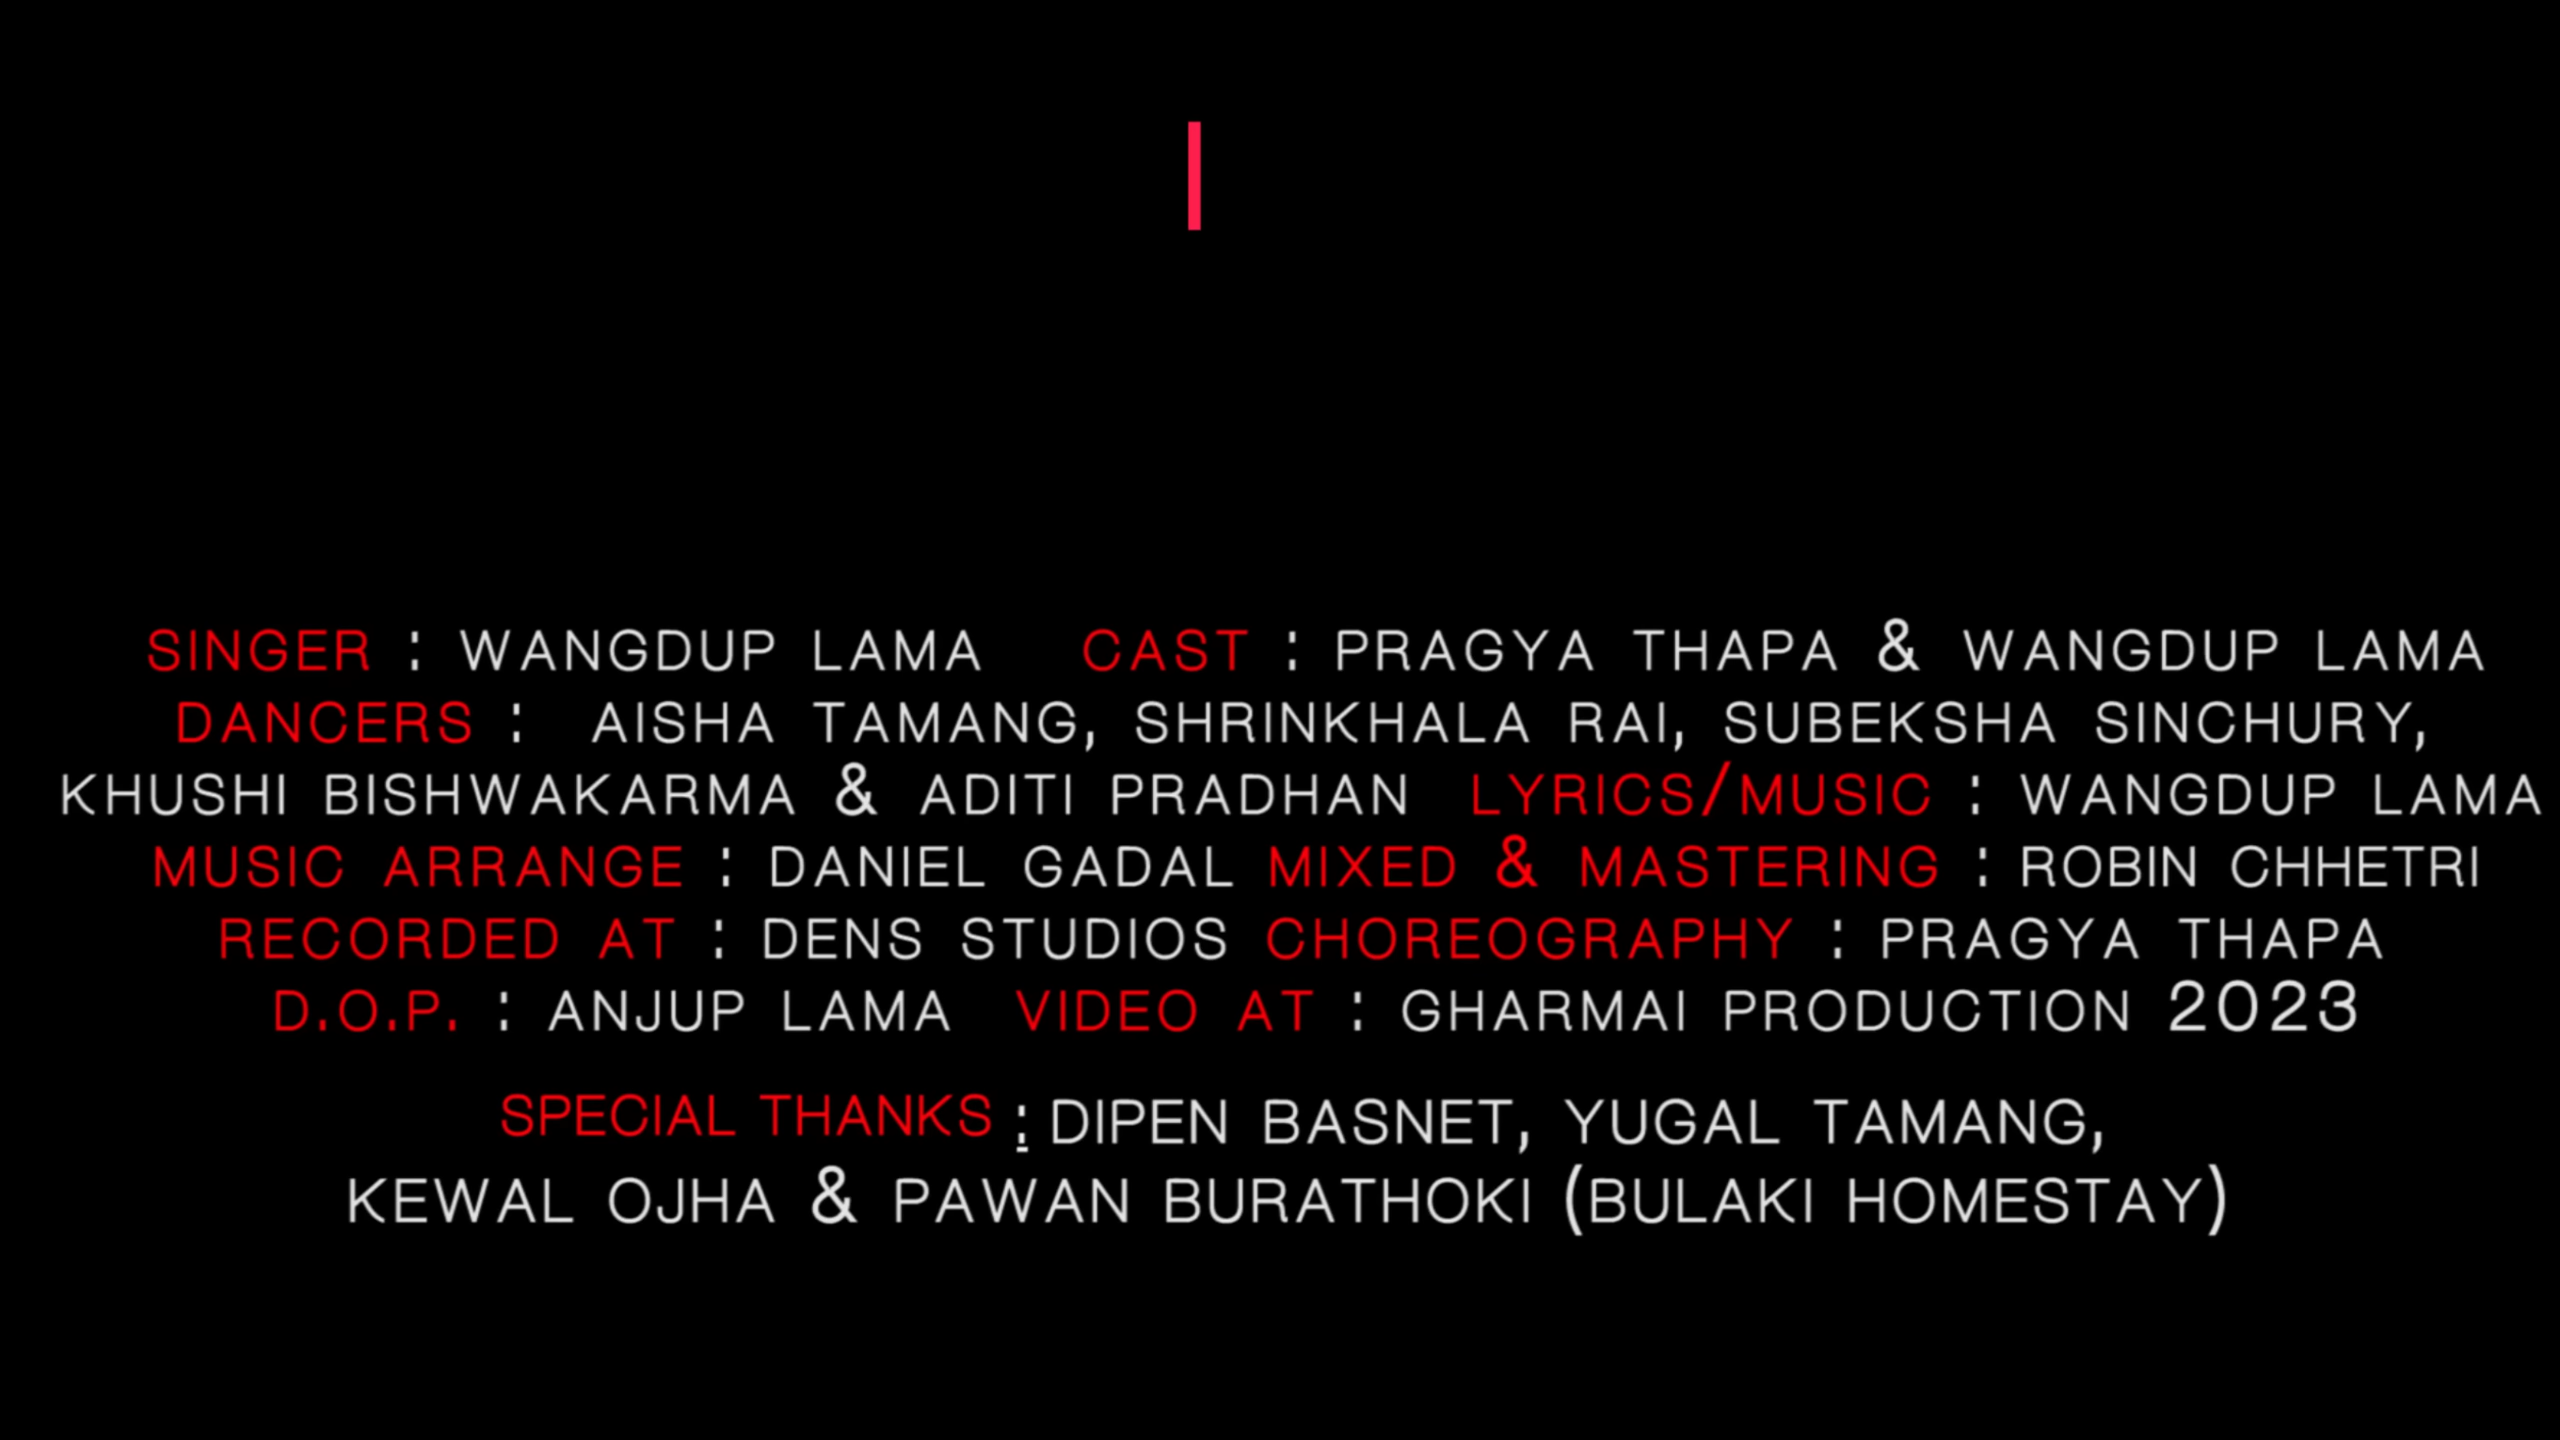 SINGER : WANGDUP LAMA CAST : PRAGYA THAPA & WANGDUP LAMA
DANCERS : AISHA TAMANG, SHRINKHALA RAI, SUBEKSHA SINCHURY,
KHUSHI BISHWAKARMA & ADITI PRADHAN LYRICS/MUSIC : WANGDUP LAMA
MUSIC ARRANGE : DANIEL GADAL MIXED & MASTERING : ROBIN CHHETRI
RECORDED AT : DENS STUDIOS CHOREOGRAPHY : PRAGYA THAPA
D.O.P. : ANJUP LAMA VIDEO AT : GHARMAI PRODUCTION 2023
SPECIAL THANKS : DIPEN BASNET, YUGAL TAMANG,
KEWAL OJHA & PAWAN BURATHOKI (BULAKI HOMESTAY)